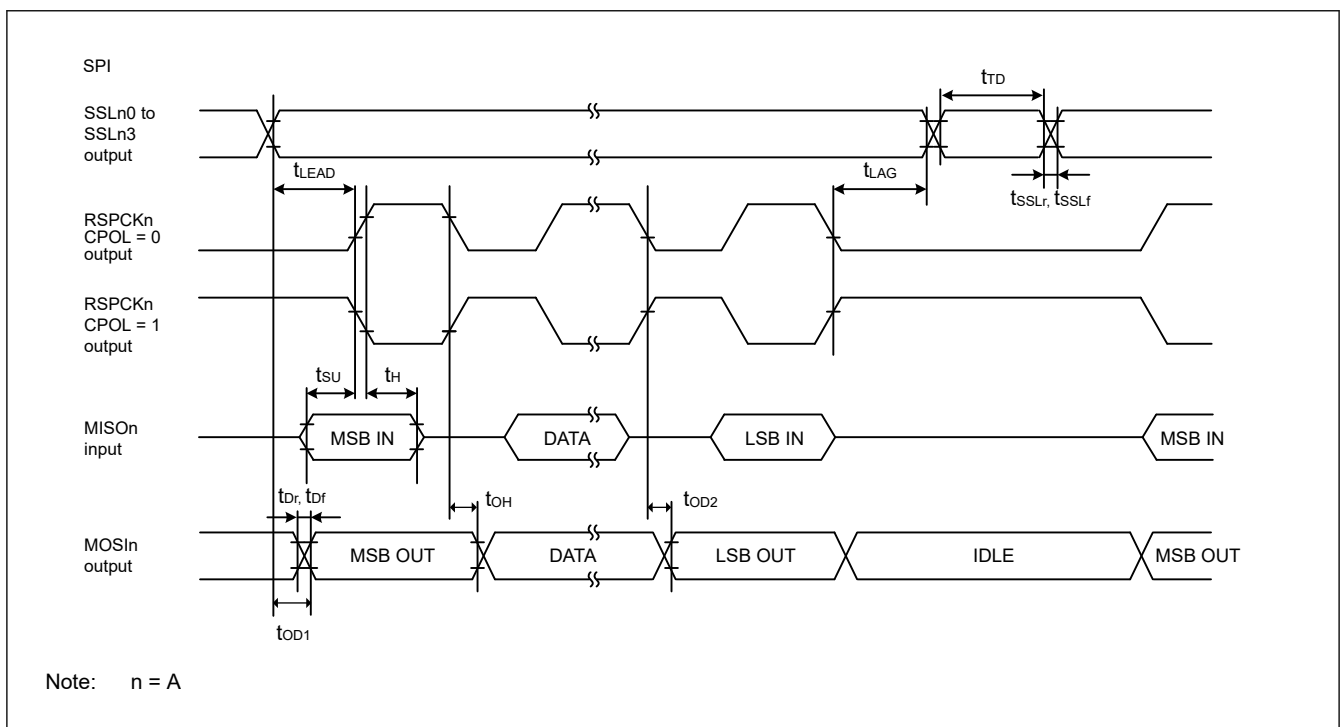 SPI
tTD
SSLn0 to
SSLn3
output
tLEAD
tLAG
tSSLr, tSSLf
RSPCKn
CPOL = 0
output
RSPCKn
CPOL = 1
output
tSU
tH
MISOn
input
MSB IN
DATA
LSB IN
MSB IN
tDr, tDf
tOH
tOD2
MOSIn
output
MSB OUT
DATA
LSB OUT
IDLE
MSB OUT
tOD1
Note: n = A